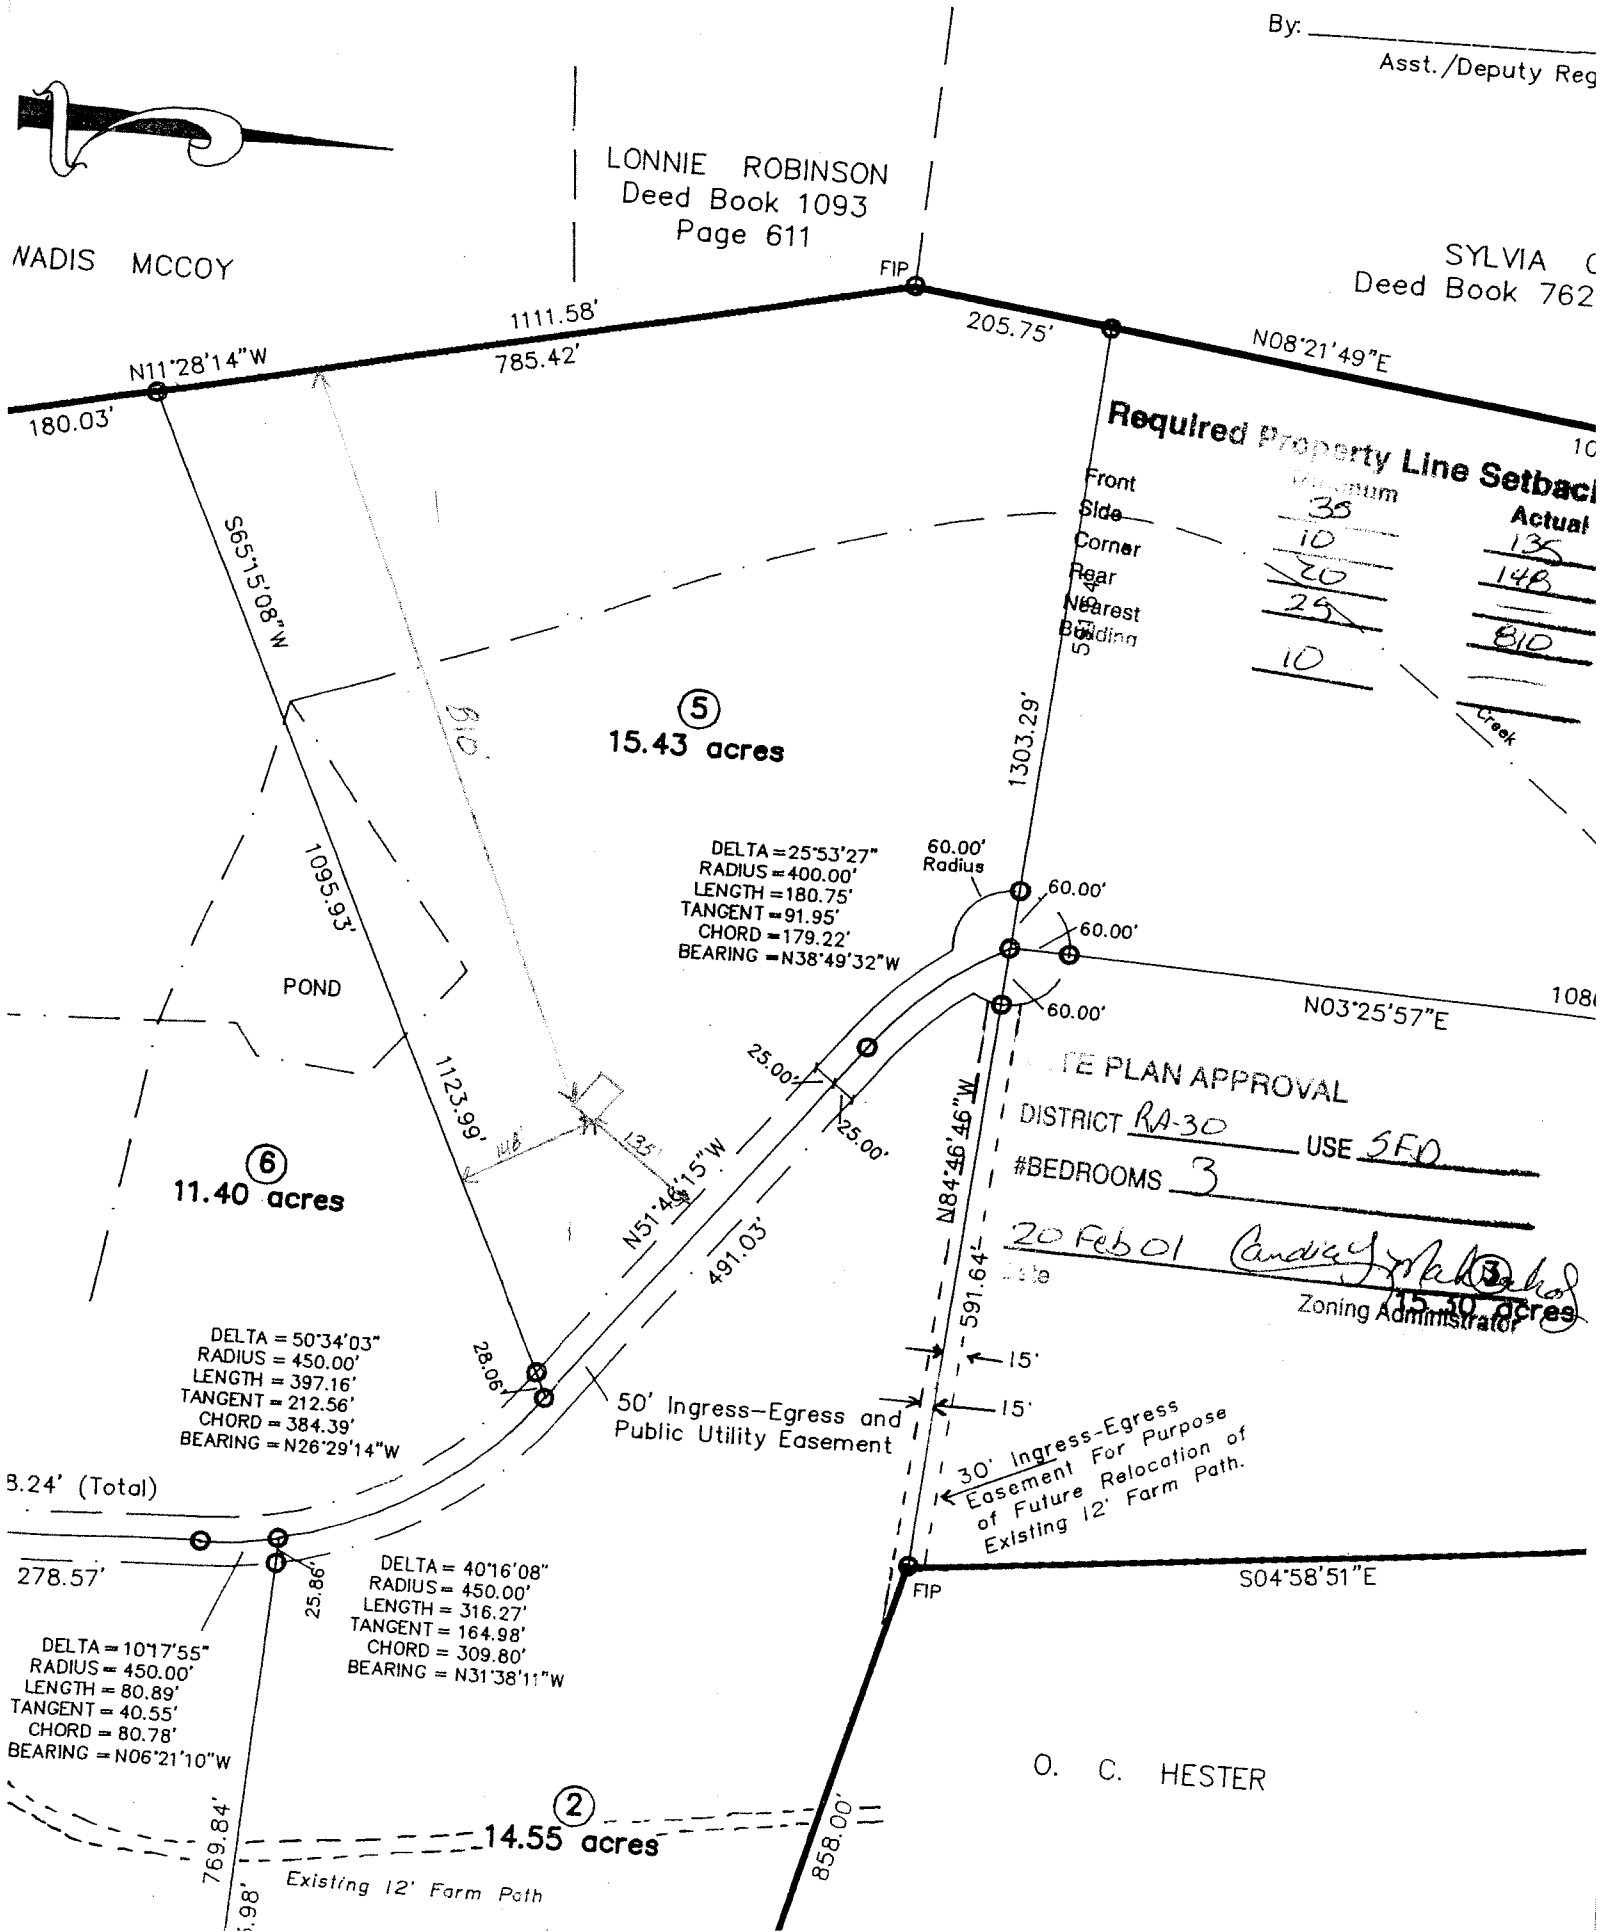 By:
Asst./Deputy Reg
LONNIE ROBINSON
Deed Book 1093
Page 611
WADIS MCCOY
SYLVIA
Deed Book 762
FIP
1111.58'
785.42'
205.75'
N08°21'49"E
N11°28'14"W
180.03'
10
Required Property Line Setbac
Minimum
Actual
Front 35 135
Side 10 148
Corner 20 —
Rear 25 810
Nearest
Building 10 —
Creek
S65°15'08"W
810'
5
15.43 acres
1303.29'
DELTA = 25°53'27"
RADIUS = 400.00'
LENGTH = 180.75'
TANGENT = 91.95'
CHORD = 179.22'
BEARING = N38°49'32"W
60.00'
Radius
60.00'
60.00'
60.00'
1095.93'
POND
N03°25'57"E
108
25.00'
25.00'
1123.99'
148'
135'
6
11.40 acres
N51°46'15"W
491.03'
N84°46'46"W
591.64'
TE PLAN APPROVAL
DISTRICT RA-30 USE SFD
#BEDROOMS 3
20 Feb 01
Date
Zoning Administrator
3
15.30 acres
15'
15'
DELTA = 50°34'03"
RADIUS = 450.00'
LENGTH = 397.16'
TANGENT = 212.56'
CHORD = 384.39'
BEARING = N26°29'14"W
28.06'
50' Ingress-Egress and
Public Utility Easement
30' Ingress-Egress
Easement For Purpose
of Future Relocation of
Existing 12' Farm Path.
8.24' (Total)
278.57'
25.86'
DELTA = 40°16'08"
RADIUS = 450.00'
LENGTH = 316.27'
TANGENT = 164.98'
CHORD = 309.80'
BEARING = N31°38'11"W
FIP
S04°58'51"E
DELTA = 10°17'55"
RADIUS = 450.00'
LENGTH = 80.89'
TANGENT = 40.55'
CHORD = 80.78'
BEARING = N06°21'10"W
O. C. HESTER
2
14.55 acres
858.00'
769.84'
.98'
Existing 12' Farm Path